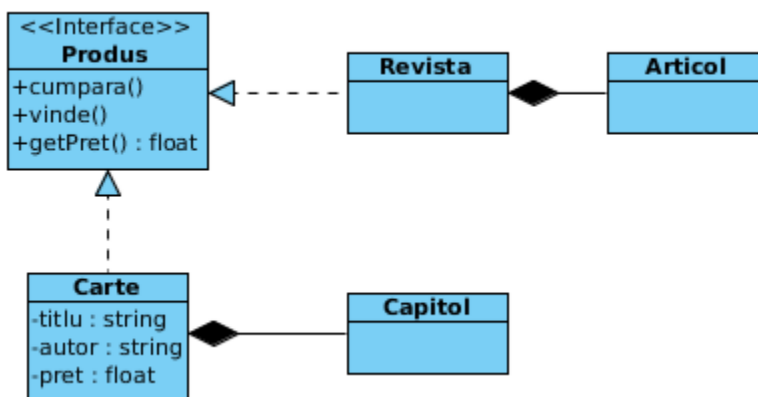 <<Interface>>
Produs
+cumpara()
+vinde()
+getPret() : float
Revista
Articol
Carte
-titlu : string
-autor : string
-pret : float
Capitol